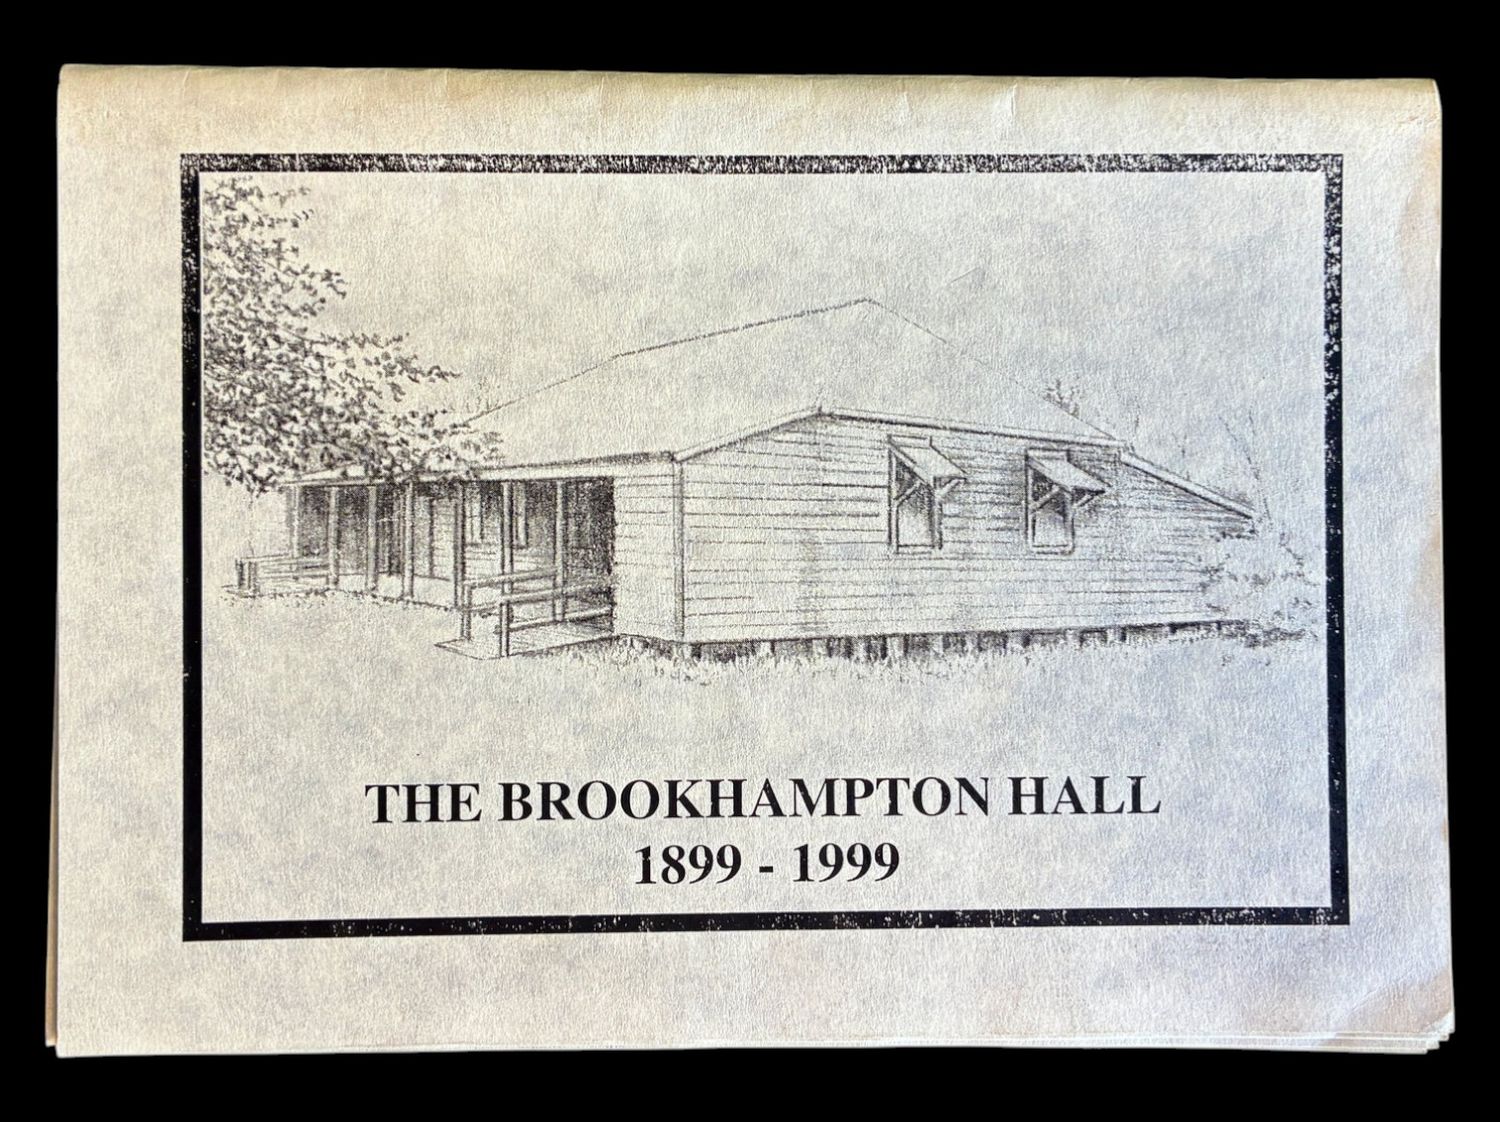 THE BROOKHAMPTON HALL
1899 - 1999